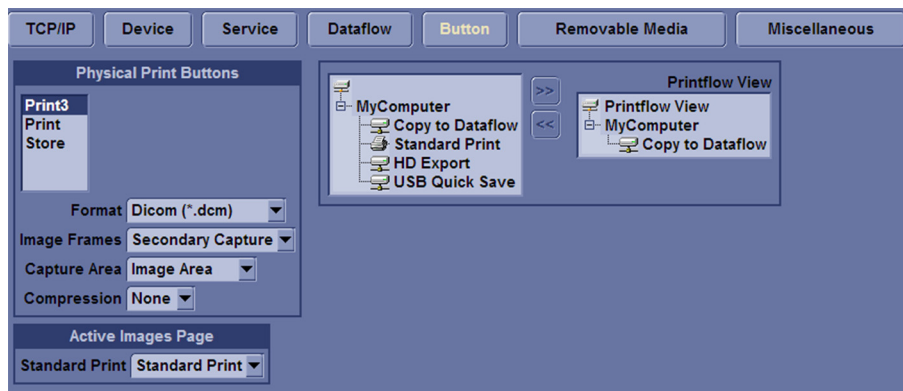 TCP/IP Device Service Dataflow Button Removable Media Miscellaneous
Physical Print Buttons
Print3
Print
Store
Format Dicom (*.dcm)
Image Frames Secondary Capture
Capture Area Image Area
Compression None
Active Images Page
Standard Print Standard Print
MyComputer
Copy to Dataflow
Standard Print
HD Export
USB Quick Save
>>
<<
Printflow View
Printflow View
MyComputer
Copy to Dataflow